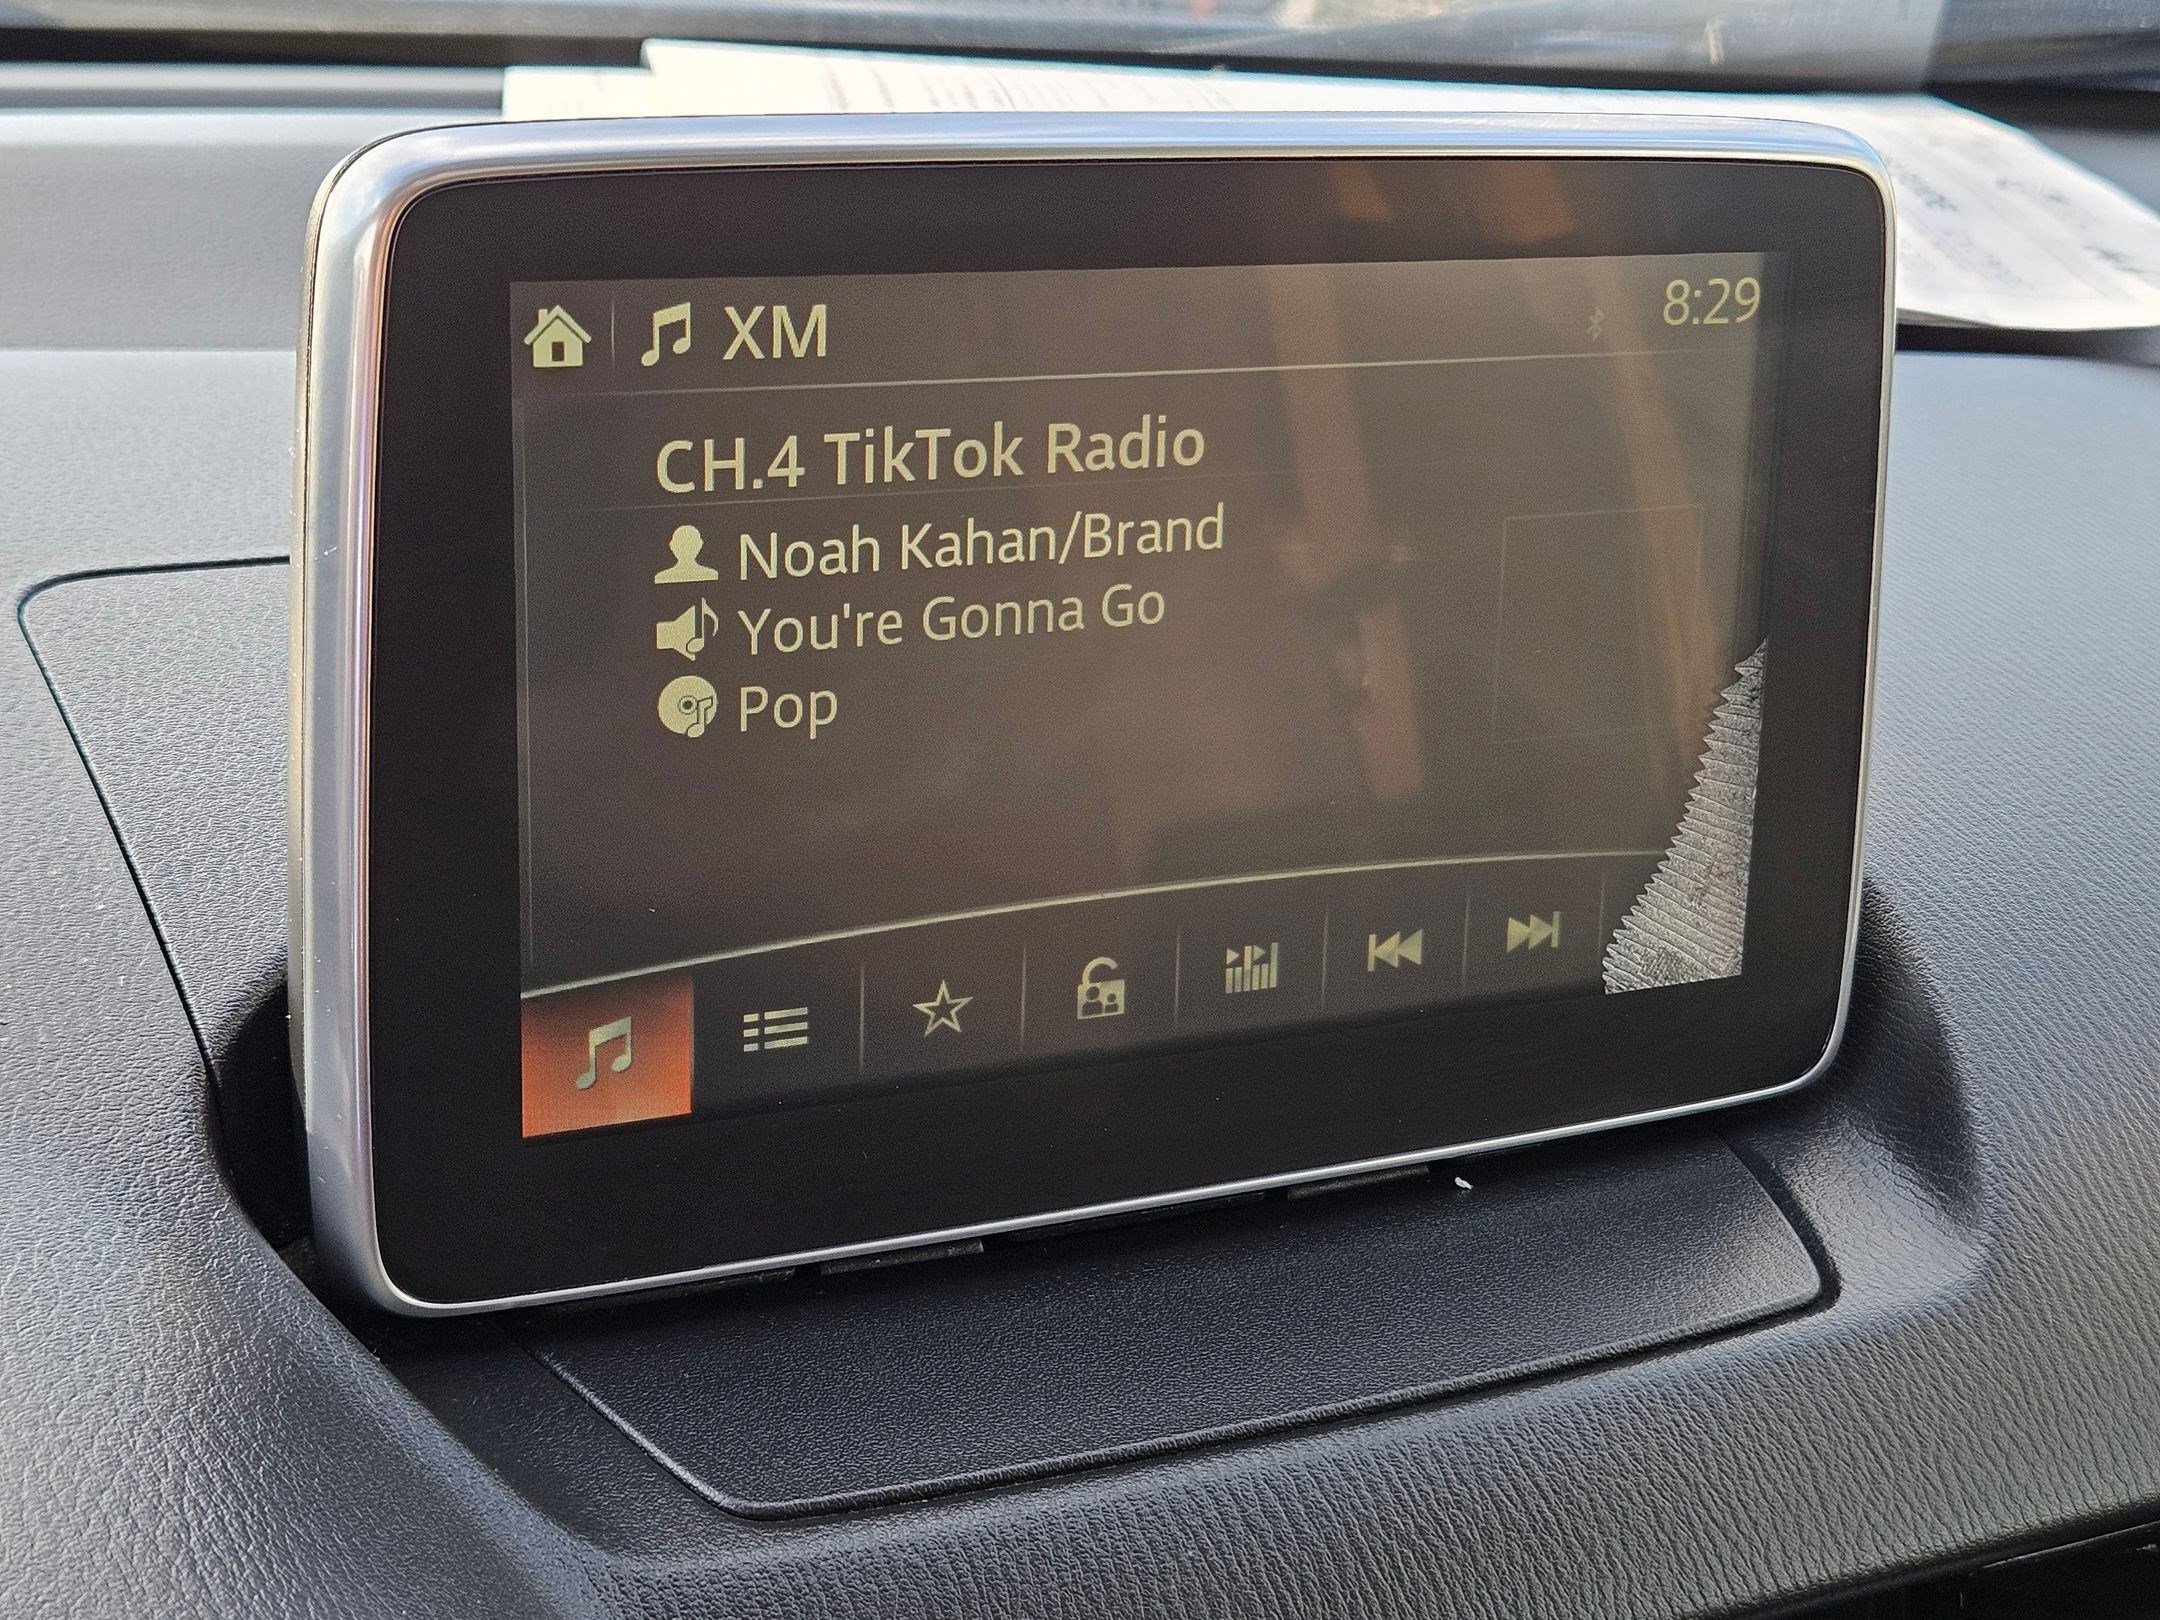 XM
8:29
CH.4 TikTok Radio
Noah Kahan/Brand
You're Gonna Go
Pop